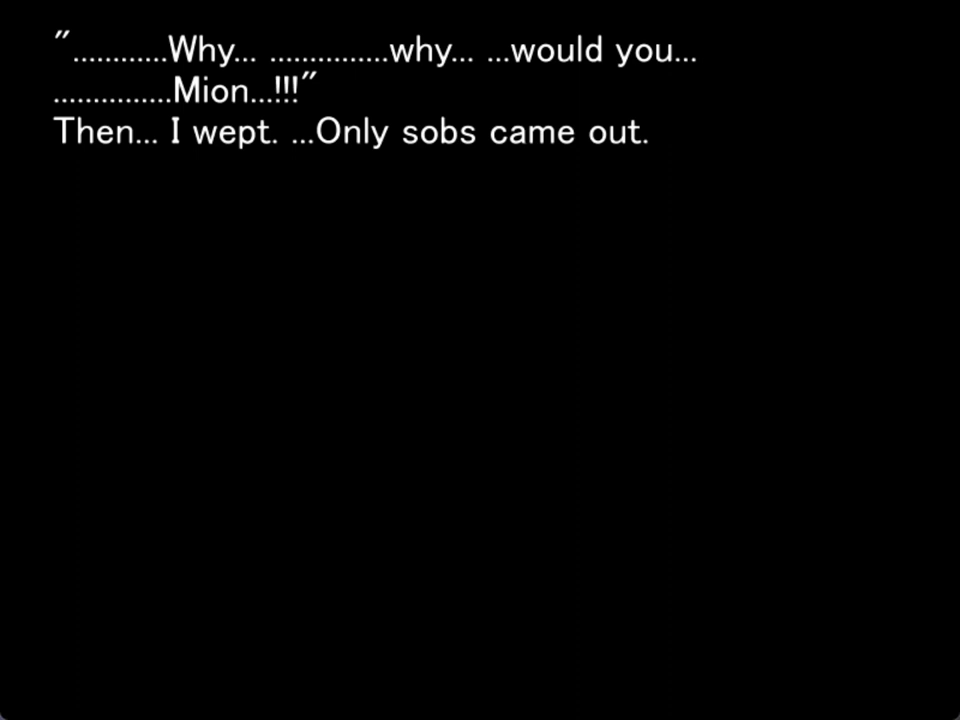 "............Why... ...............why... ...would you...
...............Mion...!!!"
Then... I wept. ...Only sobs came out.